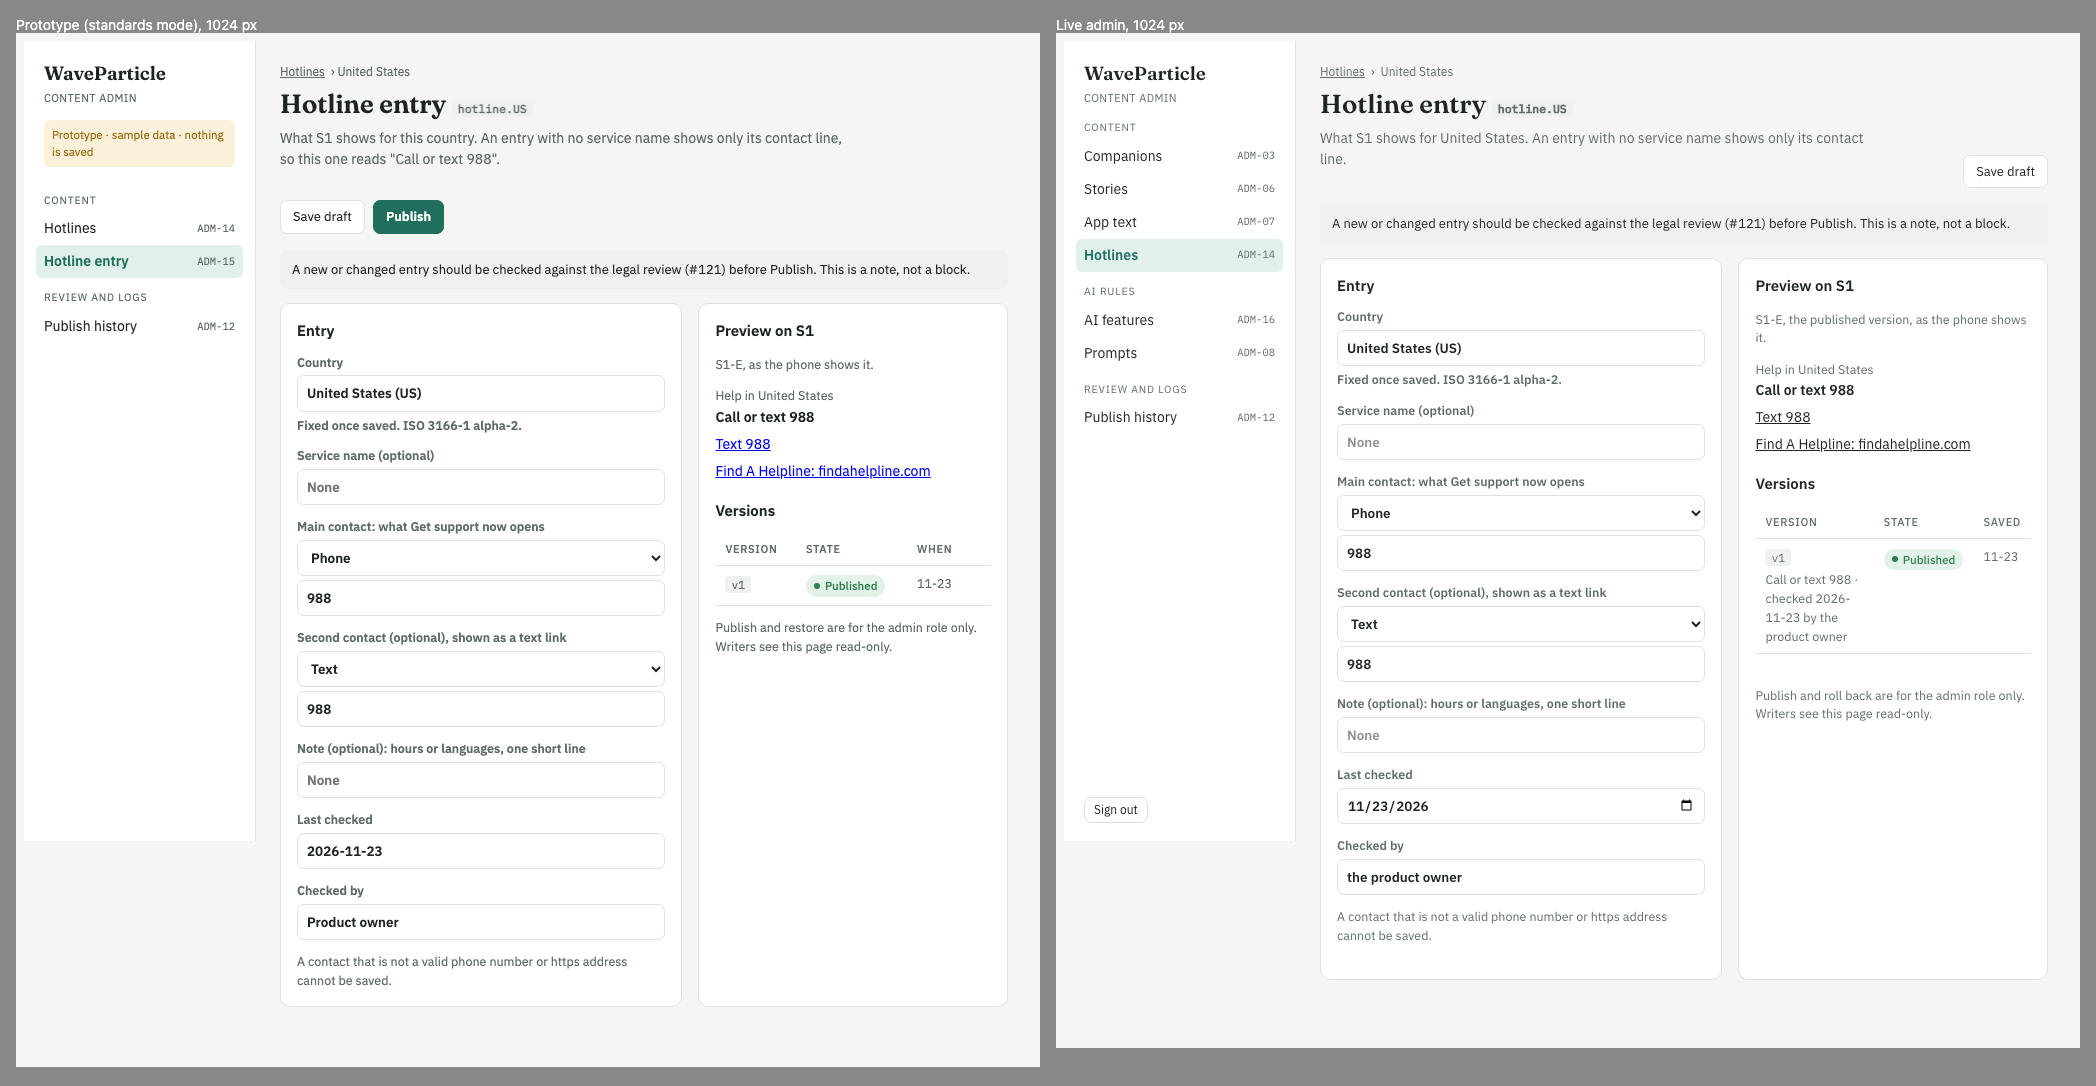 Prototype (standards mode), 1024 px
WaveParticle
CONTENT ADMIN
Prototype · sample data · nothing
is saved
CONTENT
Hotlines ADM-14
Hotline entry ADM-15
REVIEW AND LOGS
Publish history ADM-12
Hotlines › United States
Hotline entry hotline.US
What S1 shows for this country. An entry with no service name shows only its contact line,
so this one reads "Call or text 988".
Save draft Publish
A new or changed entry should be checked against the legal review (#121) before Publish. This is a note, not a block.
Entry
Country
United States (US)
Fixed once saved. ISO 3166-1 alpha-2.
Service name (optional)
None
Main contact: what Get support now opens
Phone
988
Second contact (optional), shown as a text link
Text
988
Note (optional): hours or languages, one short line
None
Last checked
2026-11-23
Checked by
Product owner
A contact that is not a valid phone number or https address
cannot be saved.
Preview on S1
S1-E, as the phone shows it.
Help in United States
Call or text 988
Text 988
Find A Helpline: findahelpline.com
Versions
VERSION STATE WHEN
v1 Published 11-23
Publish and restore are for the admin role only.
Writers see this page read-only.
Live admin, 1024 px
WaveParticle
CONTENT ADMIN
CONTENT
Companions ADM-03
Stories ADM-06
App text ADM-07
Hotlines ADM-14
AI RULES
AI features ADM-16
Prompts ADM-08
REVIEW AND LOGS
Publish history ADM-12
Sign out
Hotlines › United States
Hotline entry hotline.US
What S1 shows for United States. An entry with no service name shows only its contact
line.
Save draft
A new or changed entry should be checked against the legal review (#121) before Publish. This is a note, not a block.
Entry
Country
United States (US)
Fixed once saved. ISO 3166-1 alpha-2.
Service name (optional)
None
Main contact: what Get support now opens
Phone
988
Second contact (optional), shown as a text link
Text
988
Note (optional): hours or languages, one short line
None
Last checked
11/23/2026
Checked by
the product owner
A contact that is not a valid phone number or https address
cannot be saved.
Preview on S1
S1-E, the published version, as the phone shows
it.
Help in United States
Call or text 988
Text 988
Find A Helpline: findahelpline.com
Versions
VERSION STATE SAVED
v1 Published 11-23
Call or text 988 ·
checked 2026-
11-23 by the
product owner
Publish and roll back are for the admin role only.
Writers see this page read-only.